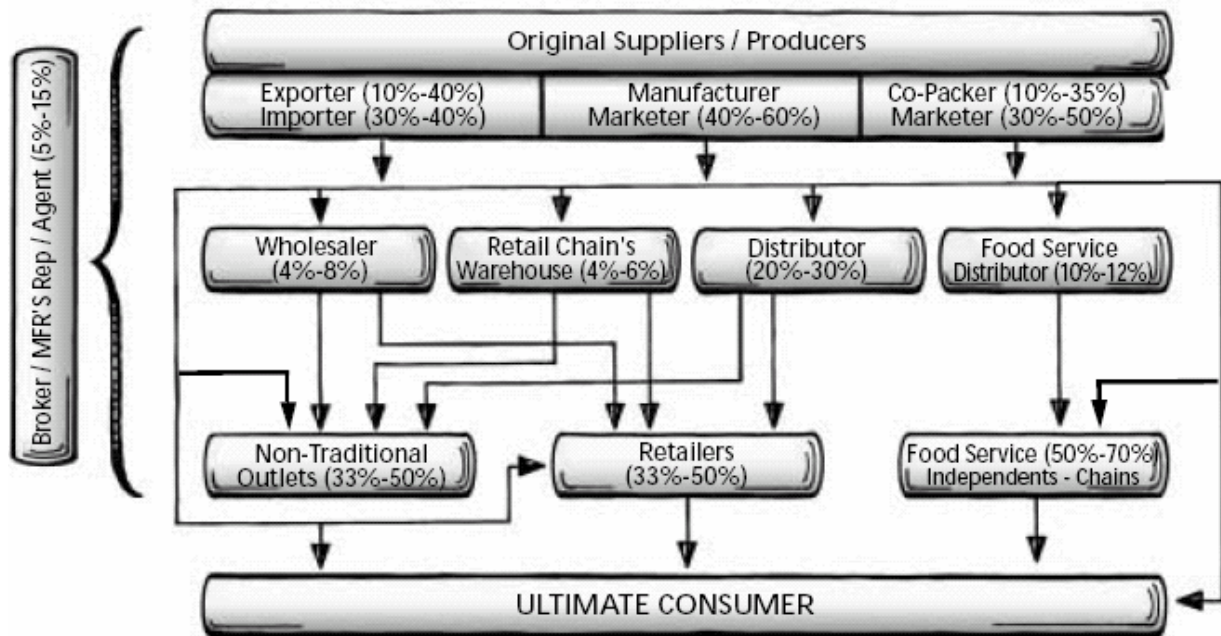 Broker / MFR'S Rep / Agent (5%-15%)
Original Suppliers / Producers
Exporter (10%-40%)
Importer (30%-40%)
Manufacturer
Marketer (40%-60%)
Co-Packer (10%-35%)
Marketer (30%-50%)
Wholesaler
(4%-8%)
Retail Chain's
Warehouse (4%-6%)
Distributor
(20%-30%)
Food Service
Distributor (10%-12%)
Non-Traditional
Outlets (33%-50%)
Retailers
(33%-50%)
Food Service (50%-70%)
Independents - Chains
ULTIMATE CONSUMER